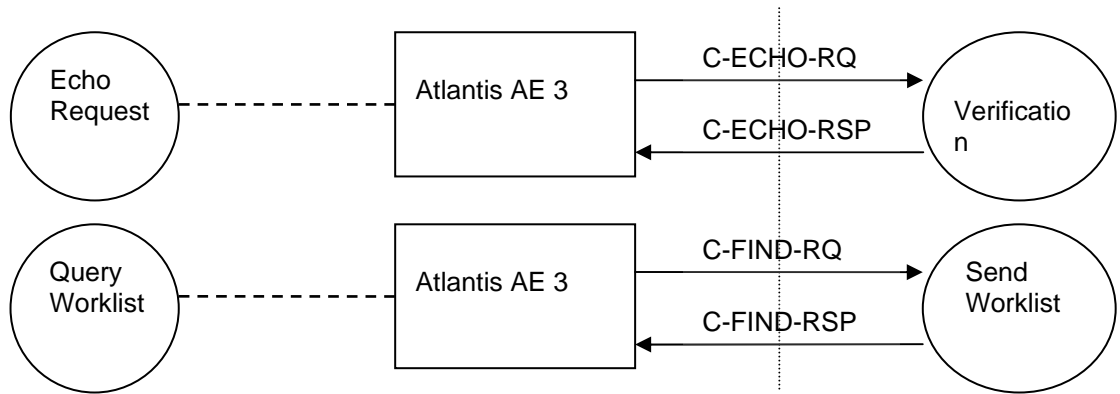 Echo
Request
Atlantis AE 3
C-ECHO-RQ
C-ECHO-RSP
Verificatio
n
Query
Worklist
Atlantis AE 3
C-FIND-RQ
C-FIND-RSP
Send
Worklist